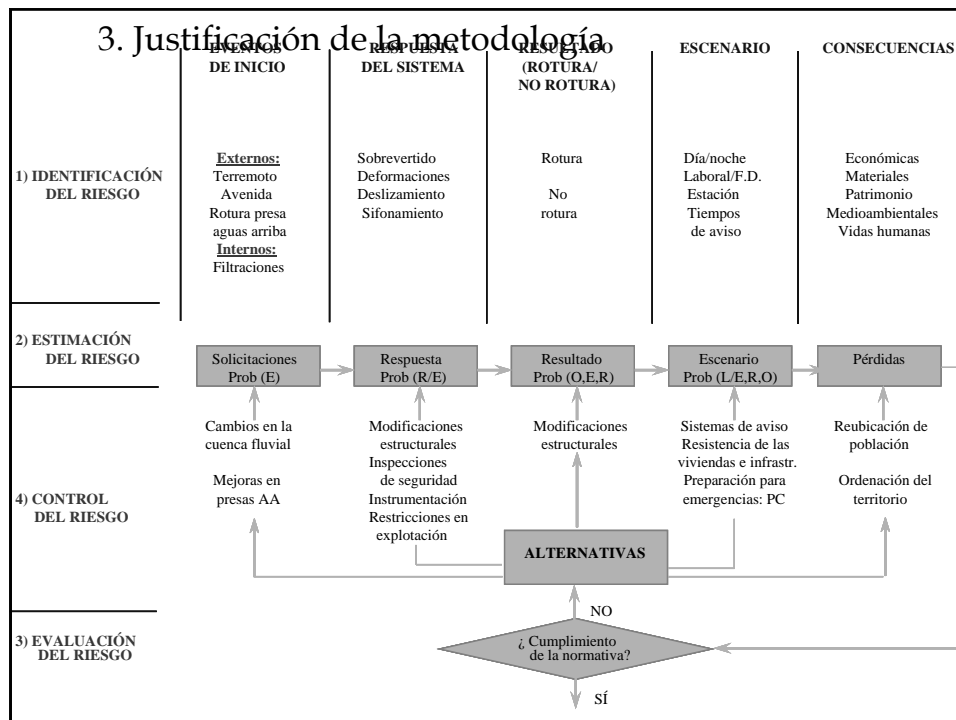 3. Justificación de la metodología
EVENTOS
DE INICIO
RESPUESTA
DEL SISTEMA
RESULTADO
(ROTURA/
NO ROTURA)
ESCENARIO
CONSECUENCIAS
1) IDENTIFICACIÓN
DEL RIESGO
Externos:
Terremoto
Avenida
Rotura presa
aguas arriba
Internos:
Filtraciones
Sobrevertido
Deformaciones
Deslizamiento
Sifonamiento
Rotura
No
rotura
Día/noche
Laboral/F.D.
Estación
Tiempos
de aviso
Económicas
Materiales
Patrimonio
Medioambientales
Vidas humanas
2) ESTIMACIÓN
DEL RIESGO
Solicitaciones
Prob (E)
Respuesta
Prob (R/E)
Resultado
Prob (O,E,R)
Escenario
Prob (L/E,R,O)
Pérdidas
4) CONTROL
DEL RIESGO
Cambios en la
cuenca fluvial
Mejoras en
presas AA
Modificaciones
estructurales
Inspecciones
de seguridad
Instrumentación
Restricciones en
explotación
Modificaciones
estructurales
Sistemas de aviso
Resistencia de las
viviendas e infrastr.
Preparación para
emergencias: PC
Reubicación de
población
Ordenación del
territorio
ALTERNATIVAS
NO
3) EVALUACIÓN
DEL RIESGO
¿ Cumplimiento
de la normativa?
SÍ